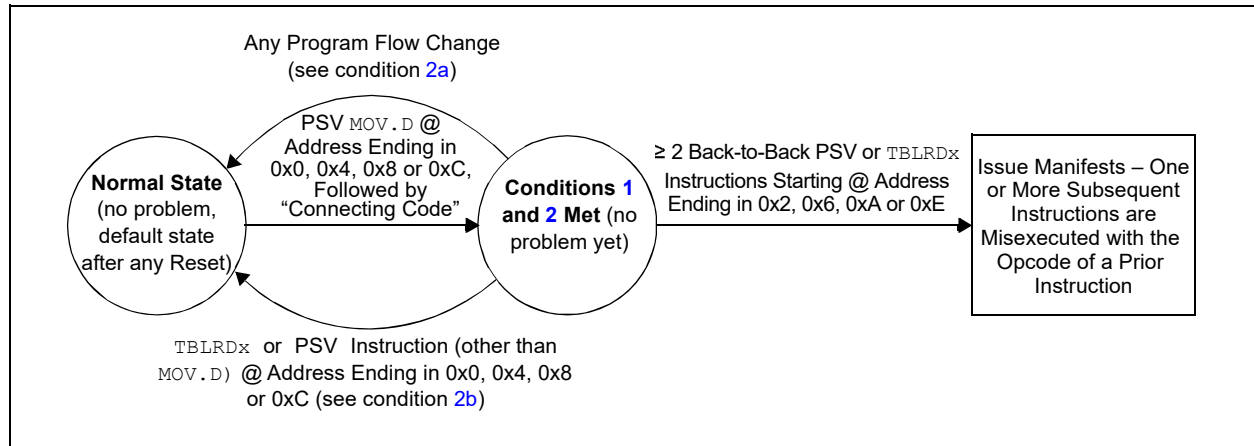 Any Program Flow Change
(see condition 2a)
PSV MOV.D @
Address Ending in
0x0, 0x4, 0x8 or 0xC,
Followed by
“Connecting Code”
Normal State
(no problem,
default state
after any Reset)
Conditions 1
and 2 Met (no
problem yet)
≥ 2 Back-to-Back PSV or TBLRDx
Instructions Starting @ Address
Ending in 0x2, 0x6, 0xA or 0xE
Issue Manifests – One
or More Subsequent
Instructions are
Misexecuted with the
Opcode of a Prior
Instruction
TBLRDx or PSV Instruction (other than
MOV.D) @ Address Ending in 0x0, 0x4, 0x8
or 0xC (see condition 2b)